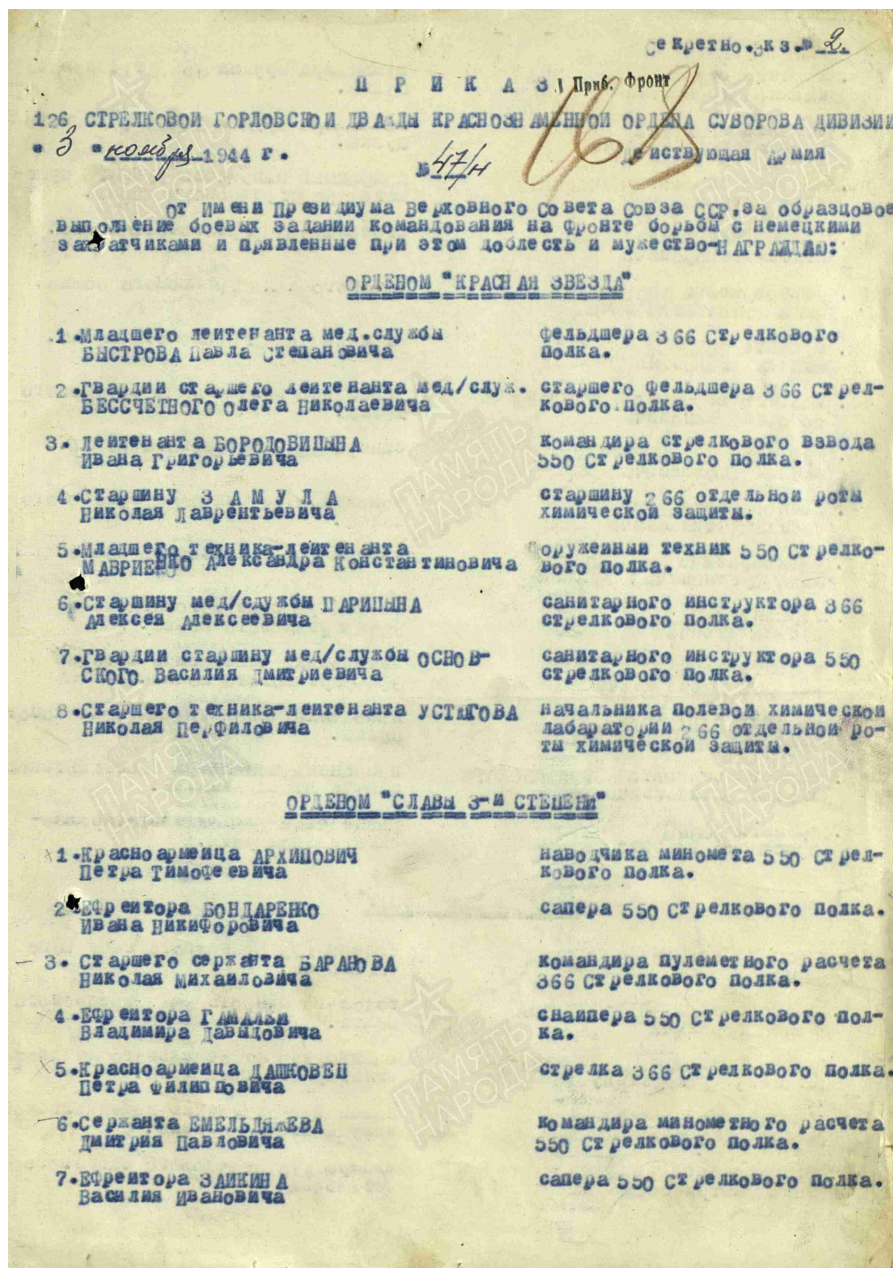 Секретно.Экз.№ 2.
П Р И К А З
1 Приб. Фронт
163
126 СТРЕЛКОВОЙ ГОРЛОВСКОЙ ДВАЖДЫ КРАСНОЗНАМЕННОЙ ОРДЕНА СУВОРОВА ДИВИЗИИ
" 3 " ноября 1944 г. №47/н Действующая Армия
От Имени Президиума Верховного Совета Союза ССР,за образцовое
выполнение боевых заданий командования на фронте борьбы с немецкими
захватчиками и прявленные при этом доблесть и мужество-НАГРАЖДАЮ:
ОРДЕНОМ "КРАСНАЯ ЗВЕЗДА"
1.Младшего лейтенанта мед.службы фельдшера 366 Стрелкового
БЫСТРОВА Павла Степановича полка.
2.Гвардии старшего лейтенанта мед/служ. старшего фельдшера 366 Стрел-
БЕССЧЕТНОГО Олега Николаевича кового полка.
3. Лейтенанта БОРОДОВИЦЫНА командира стрелкового взвода
Ивана Григорьевича 550 Стрелкового полка.
4.Старшину З А М У Л А старшину 266 отдельной роты
Николая Лаврентьевича химической защиты.
5.Младшего техника-лейтенанта оружейный техник 550 Стрелко-
МАВРИЕНКО Александра Константиновича вого полка.
6.Старшину мед/службы ПАРИЦЫНА санитарного инструктора 366
Алексея Алексеевича стрелкового полка.
7.Гвардии старшину мед/службы ОСНОВ- санитарного инструктора 550
СКОГО Василия Дмитриевича стрелкового полка.
8.Старшего техника-лейтенанта УСТЮГОВА начальника полевой химической
Николая Перфиловича лабаратории 266 отдельной ро-
ты химической защиты.
ОРДЕНОМ "СЛАВЫ 3-й СТЕПЕНИ"
1.Красноармейца АРХИПОВИЧ наводчика миномета 550 Стрел-
Петра Тимофеевича кового полка.
2.Ефрейтора БОНДАРЕНКО сапера 550 Стрелкового полка.
Ивана Никифоровича
3. Старшего сержанта БАРАНОВА командира пулеметного расчета
Николая Михайловича 366 Стрелкового полка.
4.Ефрейтора ГАМАЛЕЙ снайпера 550 Стрелкового пол-
Владимира Давыдовича ка.
5.Красноармейца ДАШКОВЕЦ стрелка 366 Стрелкового полка.
Петра Филипповича
6.Сержанта командира минометного расчета
Дмитрия Павловича 550 Стрелкового полка.
7.Ефрейтора ЗАИКИНА сапера 550 Стрелкового полка.
Василия Ивановича
ПАМЯТЬ НАРОДА